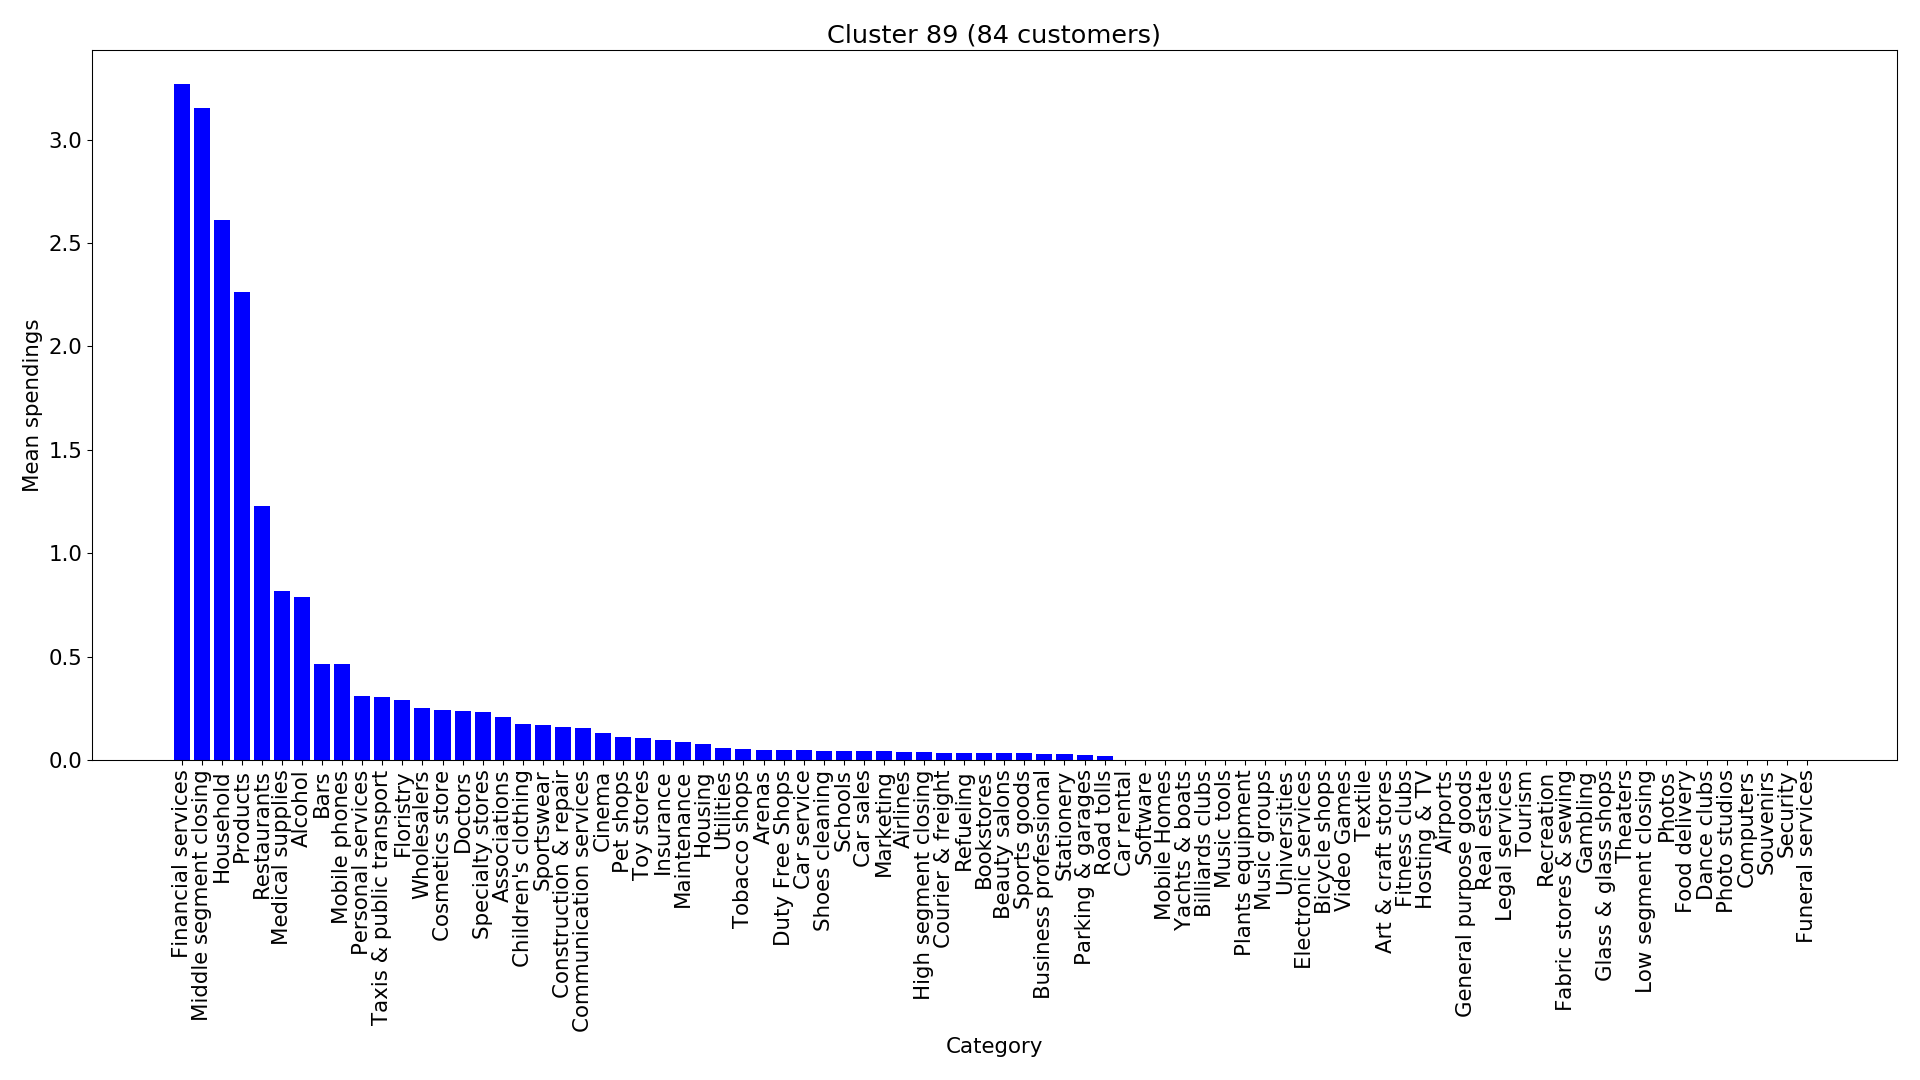 Cluster 89 (84 customers)
Mean spendings
3.0
2.5
2.0
1.5
1.0
0.5
0.0
Financial services
Middle segment closing
Household
Products
Restaurants
Medical supplies
Alcohol
Bars
Mobile phones
Personal services
Taxis & public transport
Floristry
Wholesalers
Cosmetics store
Doctors
Specialty stores
Associations
Children's clothing
Sportswear
Construction & repair
Communication services
Cinema
Pet shops
Toy stores
Insurance
Maintenance
Housing
Utilities
Tobacco shops
Arenas
Duty Free Shops
Car service
Shoes cleaning
Schools
Car sales
Marketing
Airlines
High segment closing
Courier & freight
Refueling
Bookstores
Beauty salons
Sports goods
Business professional
Stationery
Parking & garages
Road tolls
Car rental
Software
Mobile Homes
Yachts & boats
Billiards clubs
Music tools
Plants equipment
Music groups
Universities
Electronic services
Bicycle shops
Video Games
Textile
Art & craft stores
Fitness clubs
Hosting & TV
Airports
General purpose goods
Real estate
Legal services
Tourism
Recreation
Fabric stores & sewing
Gambling
Glass & glass shops
Theaters
Low segment closing
Photos
Food delivery
Dance clubs
Photo studios
Computers
Souvenirs
Security
Funeral services
Category